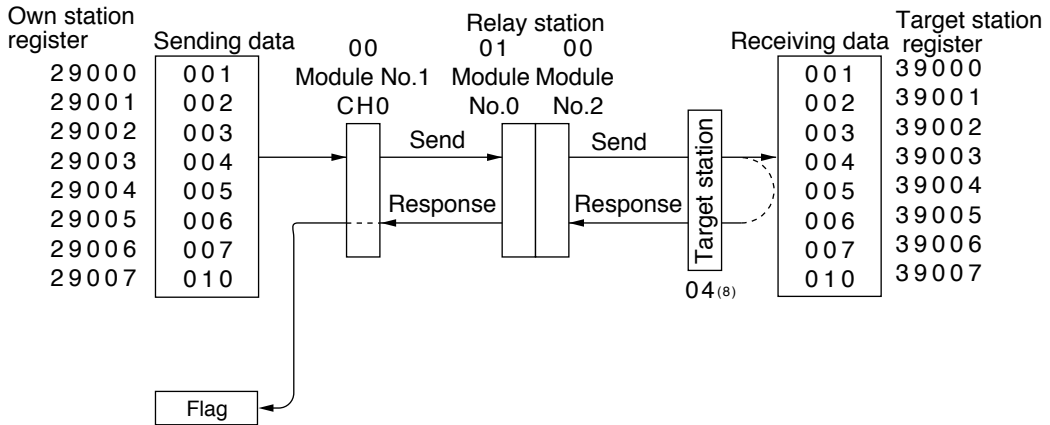 Own station
register
29000
29001
29002
29003
29004
29005
29006
29007
Sending data
001
002
003
004
005
006
007
010
00
Module No.1
CH0
Relay station
01 00
Module Module
No.0 No.2
Send
Send
Response
Response
Target station
04(8)
Receiving data
001
002
003
004
005
006
007
010
Target station
register
39000
39001
39002
39003
39004
39005
39006
39007
Flag